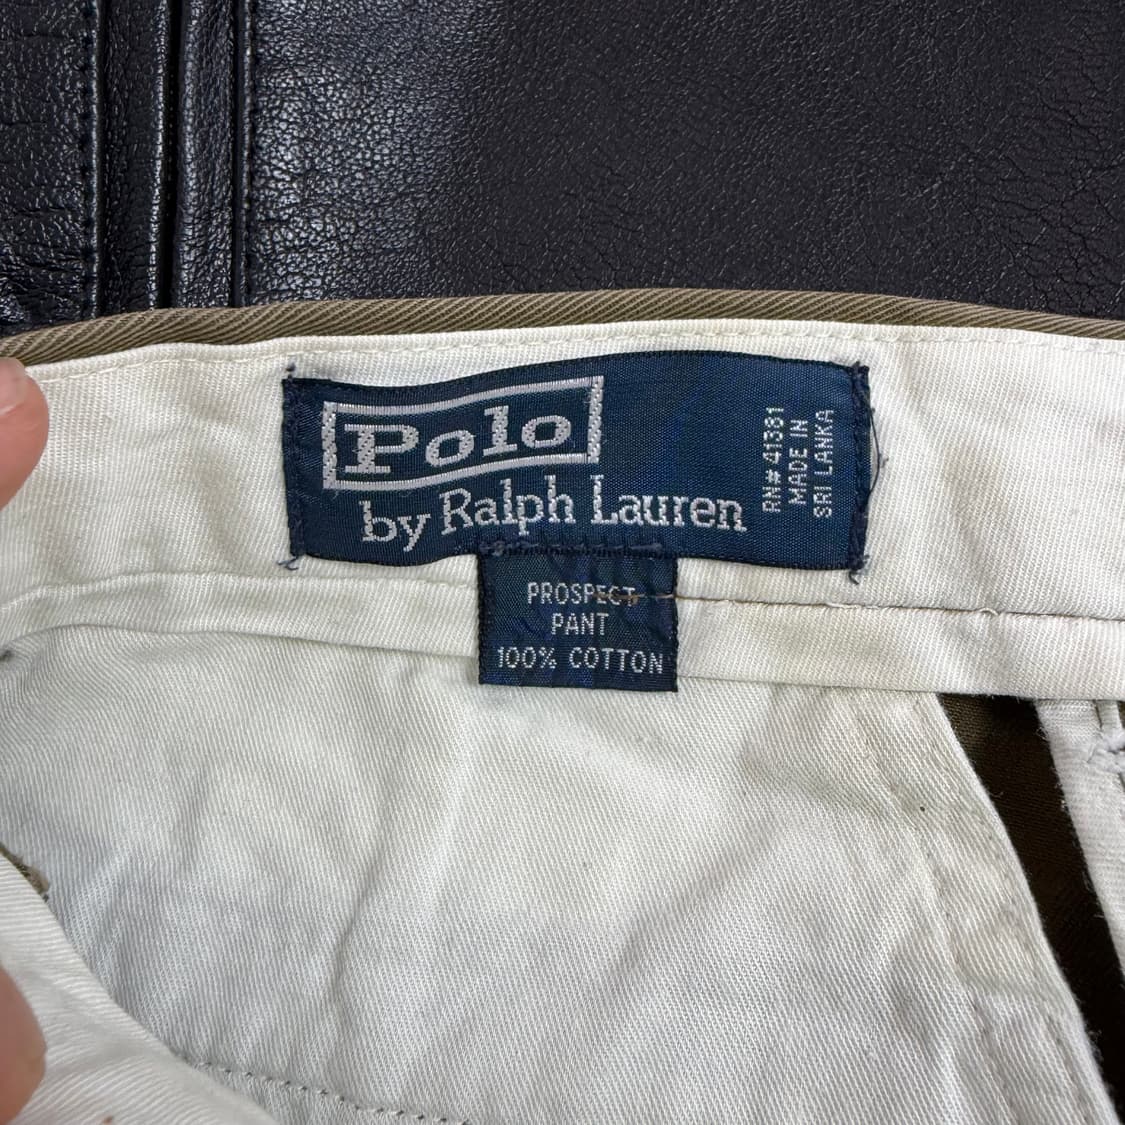 Polo
by Ralph Lauren
RN# 41381
MADE IN
SRI LANKA
PROSPECT
PANT
100% COTTON